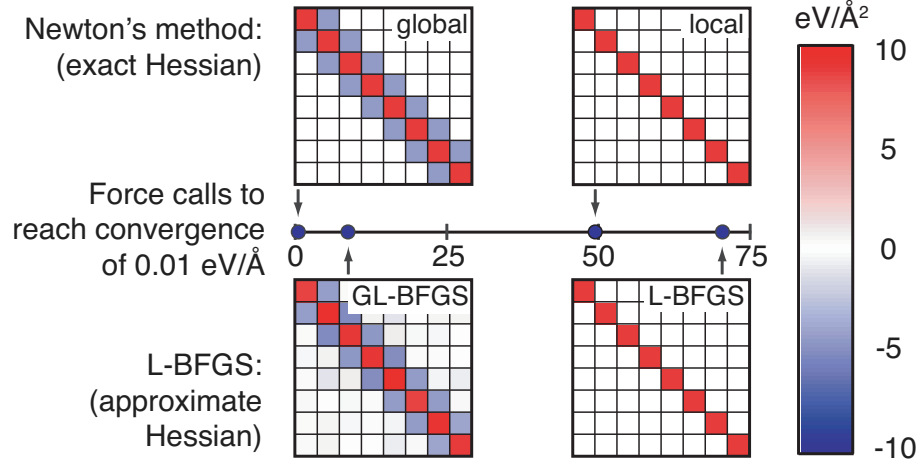 Newton's method:
(exact Hessian)
global
local
eV/Å²
10
5
0
-5
-10
Force calls to
reach convergence
of 0.01 eV/Å
0
25
50
75
GL-BFGS
L-BFGS
L-BFGS:
(approximate
Hessian)